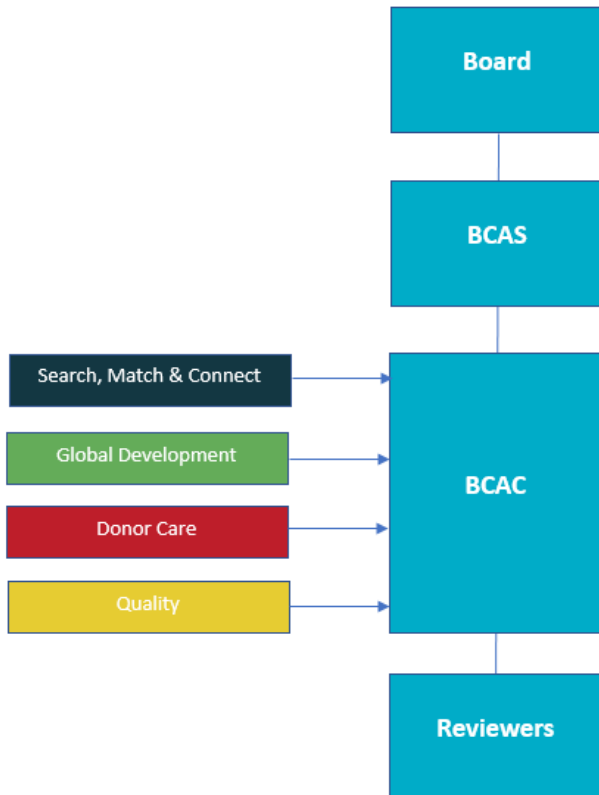 Board
BCAS
Search, Match & Connect
Global Development
BCAC
Donor Care
Quality
Reviewers